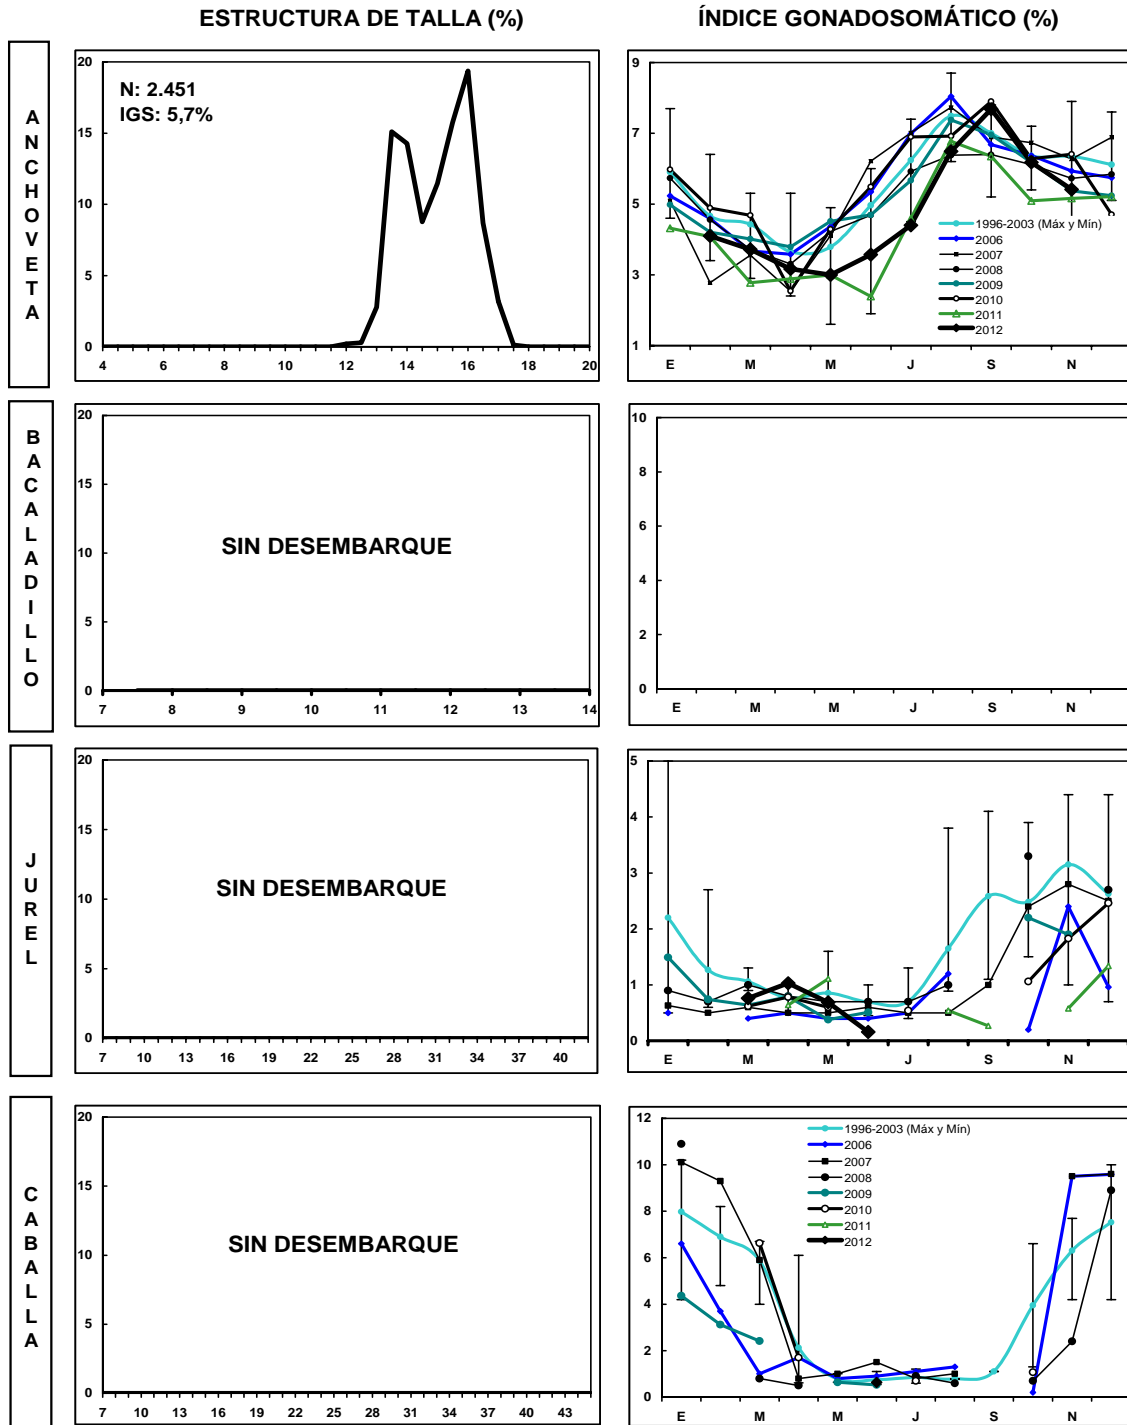 ESTRUCTURA DE TALLA (%)
ÍNDICE GONADOSOMÁTICO (%)
ANCHOVETA
20
15
10
5
0
N: 2.451
IGS: 5,7%
4 6 8 10 12 14 16 18 20
9
7
5
3
1
1996-2003 (Máx y Mín)
2006
2007
2008
2009
2010
2011
2012
E M M J S N
BACALADILLO
20
15
10
5
0
SIN DESEMBARQUE
7 8 9 10 11 12 13 14
10
8
6
4
2
0
E M M J S N
JUREL
20
15
10
5
0
SIN DESEMBARQUE
7 10 13 16 19 22 25 28 31 34 37 40
5
4
3
2
1
0
E M M J S N
CABALLA
20
15
10
5
0
SIN DESEMBARQUE
7 10 13 16 19 22 25 28 31 34 37 40 43
12
10
8
6
4
2
0
1996-2003 (Máx y Mín)
2006
2007
2008
2009
2010
2011
2012
E M M J S N